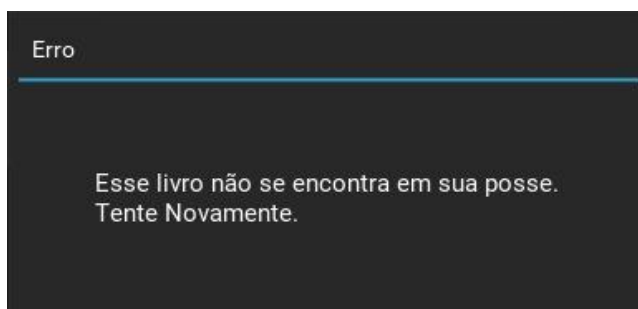 Erro
Esse livro não se encontra em sua posse.
Tente Novamente.